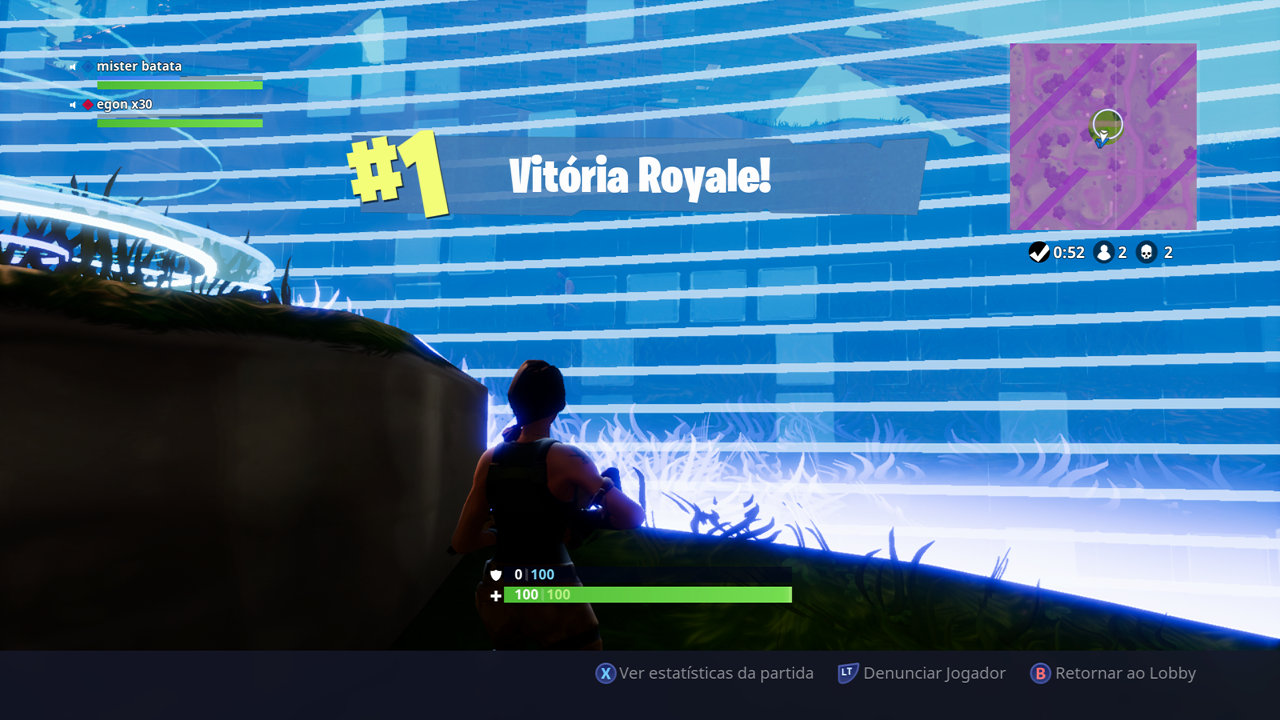 mister batata
egon x30
#1 Vitória Royale!
0:52 2 2
0 | 100
100 | 100
X Ver estatísticas da partida LT Denunciar Jogador B Retornar ao Lobby